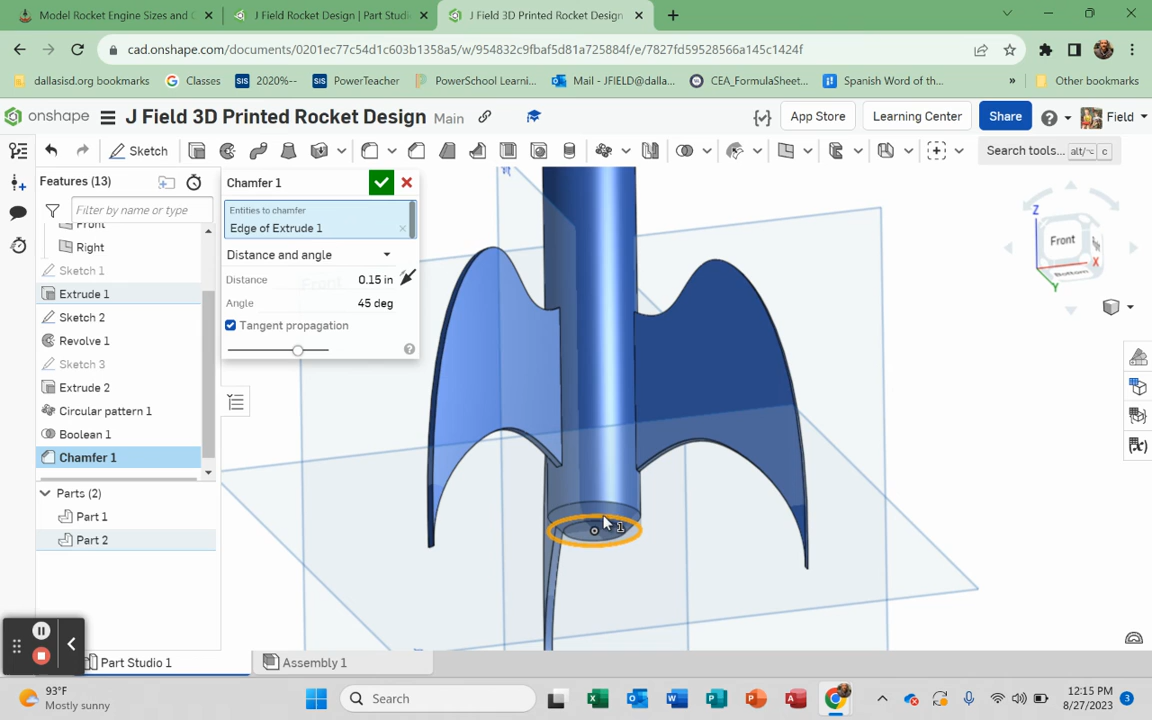 Model Rocket Engine Sizes and C
J Field Rocket Design | Part Studi
J Field 3D Printed Rocket Design
cad.onshape.com/documents/0201ec77c54d1c603b1358a5/w/954832c9fbaf5d81a725884f/e/7827fd59528566a145c1424f
dallasisd.org bookmarks
Classes
SIS
2020%--
SIS
PowerTeacher
PowerSchool Learni...
Mail - JFIELD@dalla...
CEA_FormulaSheet...
Spanish Word of th...
»
Other bookmarks
onshape
J Field 3D Printed Rocket Design
Main
App Store
Learning Center
Share
Field
Sketch
Search tools...
alt/⌥
c
Features (13)
Filter by name or type
Front
Right
Sketch 1
Extrude 1
Sketch 2
Revolve 1
Sketch 3
Extrude 2
Circular pattern 1
Boolean 1
Chamfer 1
Parts (2)
Part 1
Part 2
Chamfer 1
Entities to chamfer
Edge of Extrude 1
Distance and angle
Distance 0.15 in
Angle 45 deg
Tangent propagation
1
Z
Front
X
Bottom
Y
Part Studio 1
Assembly 1
93°F
Mostly sunny
Search
12:15 PM
8/27/2023
3